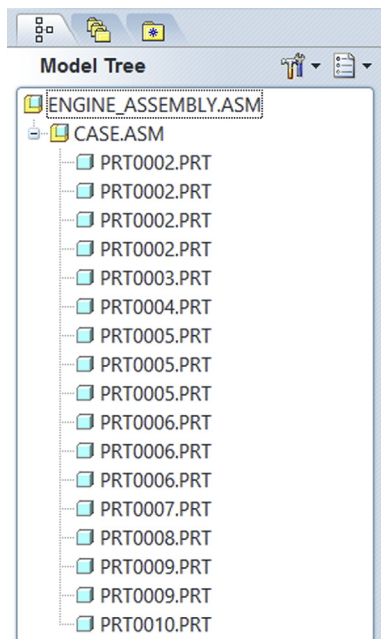 Model Tree
ENGINE_ASSEMBLY.ASM
CASE.ASM
PRT0002.PRT
PRT0002.PRT
PRT0002.PRT
PRT0002.PRT
PRT0003.PRT
PRT0004.PRT
PRT0005.PRT
PRT0005.PRT
PRT0005.PRT
PRT0006.PRT
PRT0006.PRT
PRT0006.PRT
PRT0007.PRT
PRT0008.PRT
PRT0009.PRT
PRT0009.PRT
PRT0010.PRT